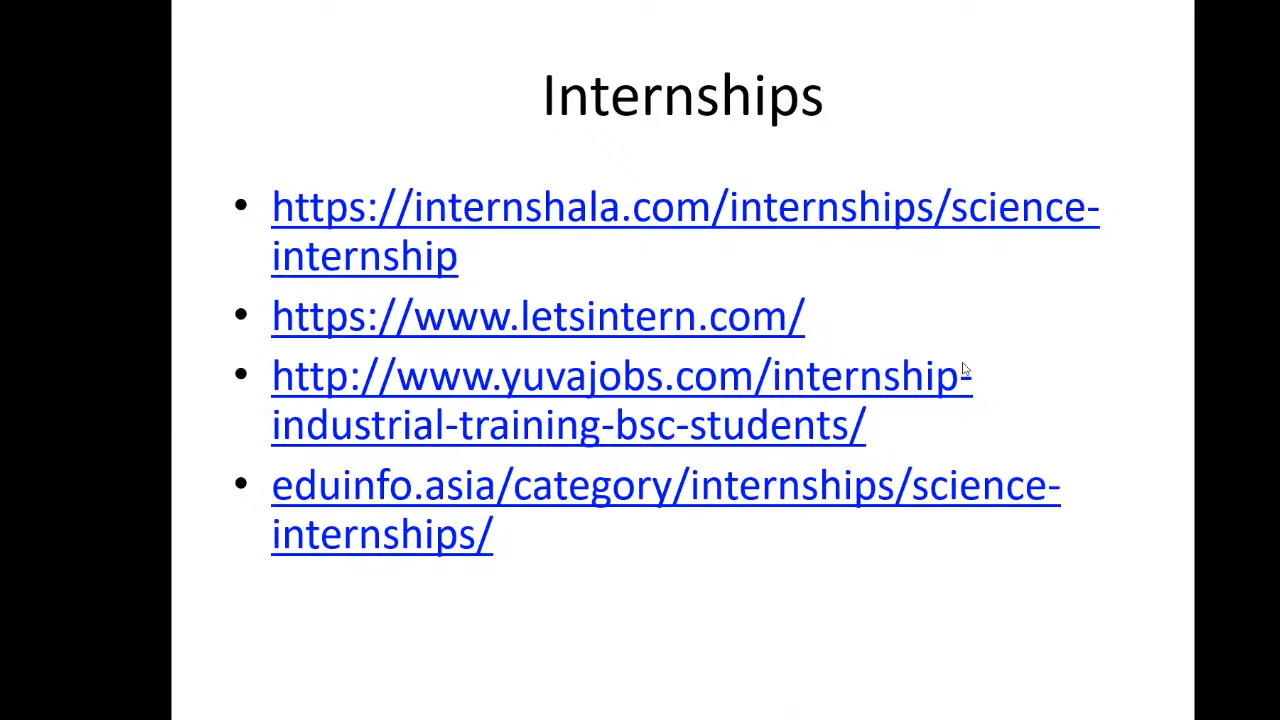 Internships
• https://internshala.com/internships/science-
internship
• https://www.letsintern.com/
• http://www.yuvajobs.com/internship-
industrial-training-bsc-students/
• eduinfo.asia/category/internships/science-
internships/